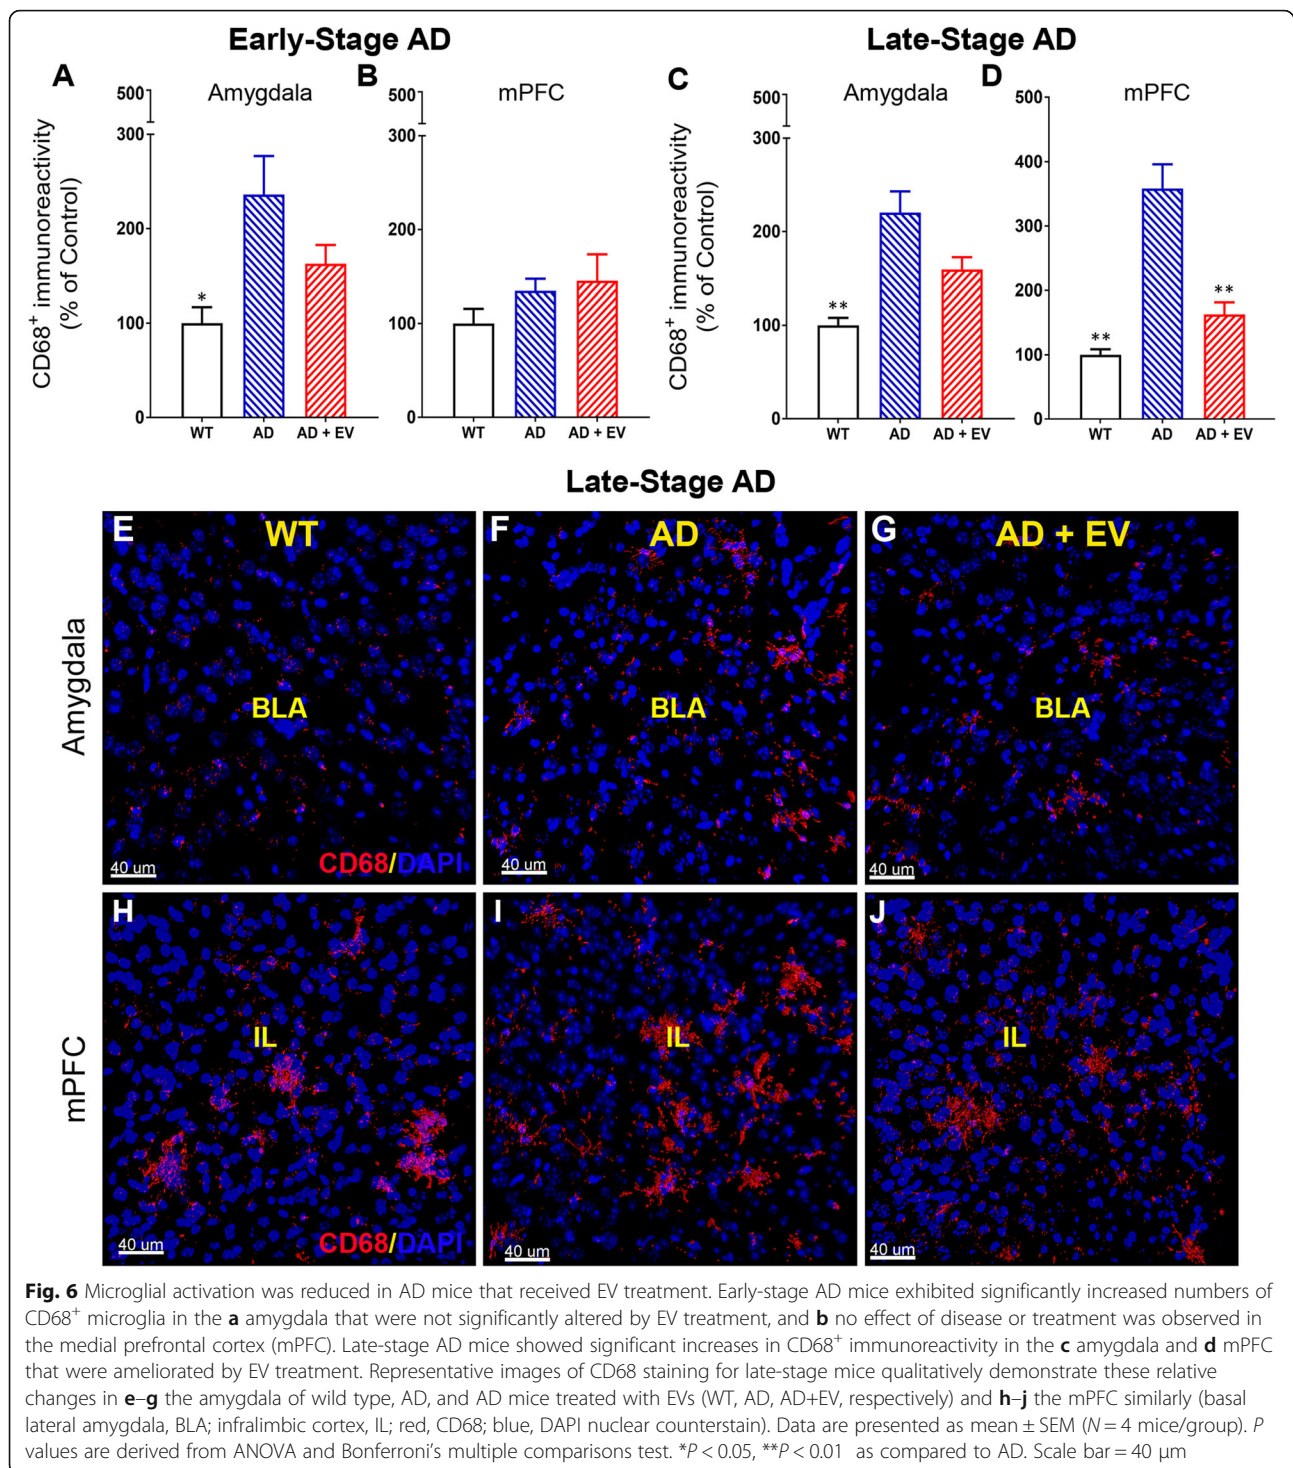 Early-Stage AD
Late-Stage AD
A
Amygdala
CD68+ immunoreactivity
(% of Control)
500
300
200
100
0
*
WT
AD
AD + EV
B
mPFC
500
300
200
100
0
WT
AD
AD + EV
C
Amygdala
CD68+ immunoreactivity
(% of Control)
500
300
200
100
0
**
WT
AD
AD + EV
D
mPFC
500
400
300
200
100
0
**
**
WT
AD
AD + EV
Late-Stage AD
Amygdala
E
WT
BLA
CD68/DAPI
40 um
F
AD
BLA
40 um
G
AD + EV
BLA
40 um
mPFC
H
IL
CD68/DAPI
40 um
I
IL
40 um
J
IL
40 um
Fig. 6 Microglial activation was reduced in AD mice that received EV treatment. Early-stage AD mice exhibited significantly increased numbers of
CD68+ microglia in the a amygdala that were not significantly altered by EV treatment, and b no effect of disease or treatment was observed in
the medial prefrontal cortex (mPFC). Late-stage AD mice showed significant increases in CD68+ immunoreactivity in the c amygdala and d mPFC
that were ameliorated by EV treatment. Representative images of CD68 staining for late-stage mice qualitatively demonstrate these relative
changes in e–g the amygdala of wild type, AD, and AD mice treated with EVs (WT, AD, AD+EV, respectively) and h–j the mPFC similarly (basal
lateral amygdala, BLA; infralimbic cortex, IL; red, CD68; blue, DAPI nuclear counterstain). Data are presented as mean ± SEM (N = 4 mice/group). P
values are derived from ANOVA and Bonferroni's multiple comparisons test. *P < 0.05, **P < 0.01 as compared to AD. Scale bar = 40 μm